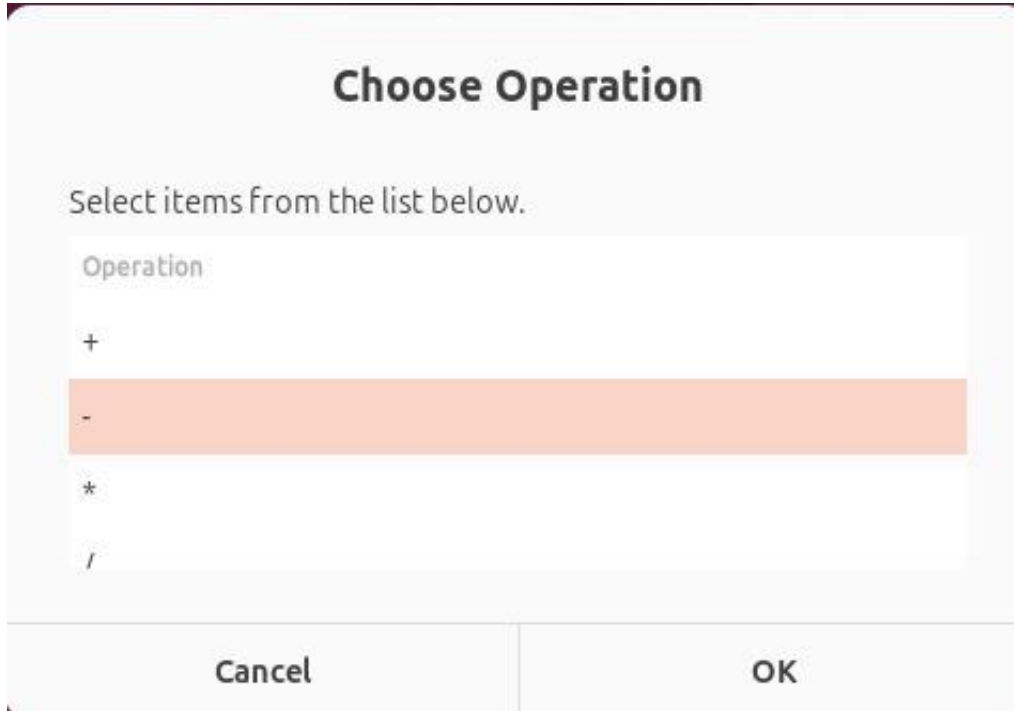 Choose Operation
Select items from the list below.
Operation
+
-
*
/
Cancel OK